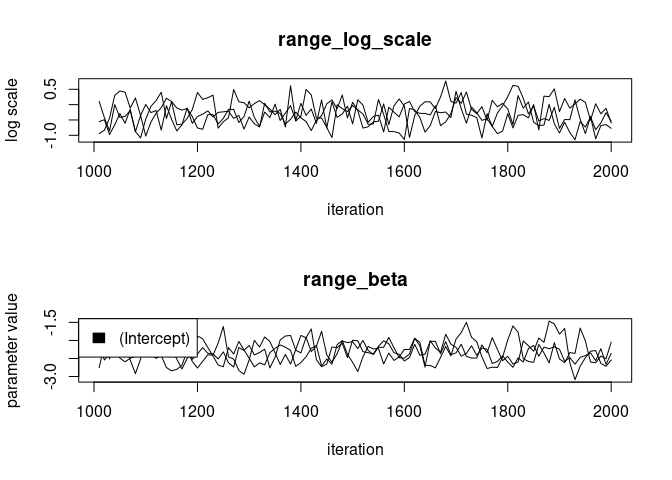 range_log_scale
log scale
0.5
-1.0
1000 1200 1400 1600 1800 2000
iteration
range_beta
parameter value
-1.5
-3.0
(Intercept)
1000 1200 1400 1600 1800 2000
iteration